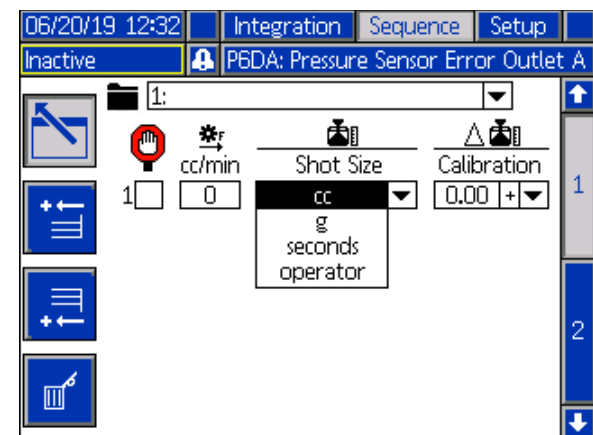 06/20/19 12:32 Integration Sequence Setup
Inactive P6DA: Pressure Sensor Error Outlet A
1:
F
cc/min Shot Size Calibration
1 0 cc 0.00 +
g
seconds
operator
1
2